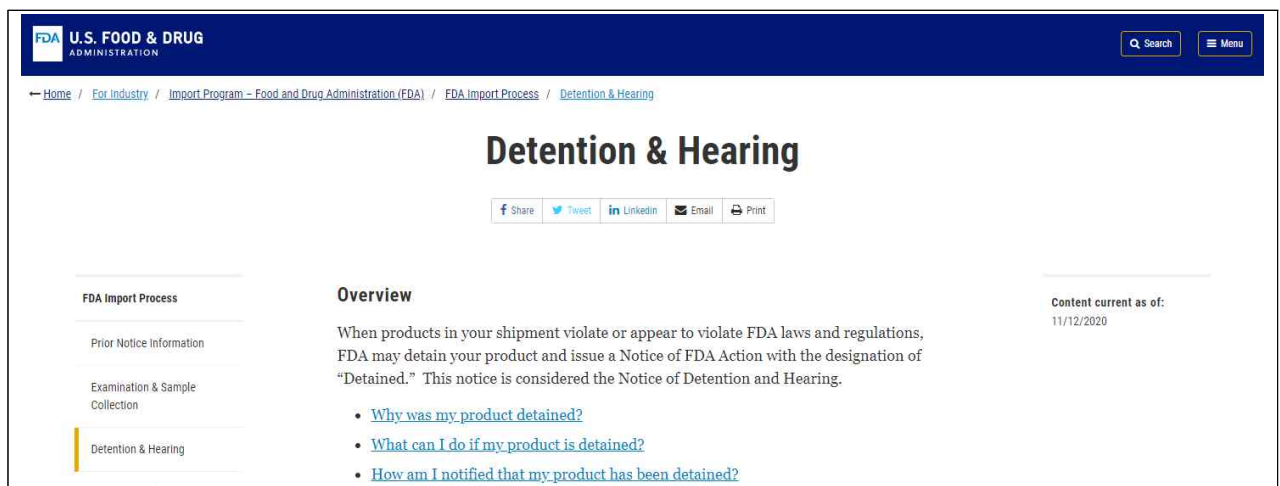 FDA U.S. FOOD & DRUG
ADMINISTRATION
Search
Menu
Home / For Industry / Import Program – Food and Drug Administration (FDA) / FDA Import Process / Detention & Hearing
Detention & Hearing
f Share
Tweet
in Linkedin
Email
Print
FDA Import Process
Prior Notice Information
Examination & Sample
Collection
Detention & Hearing
Overview
When products in your shipment violate or appear to violate FDA laws and regulations,
FDA may detain your product and issue a Notice of FDA Action with the designation of
“Detained.” This notice is considered the Notice of Detention and Hearing.
• Why was my product detained?
• What can I do if my product is detained?
• How am I notified that my product has been detained?
Content current as of:
11/12/2020